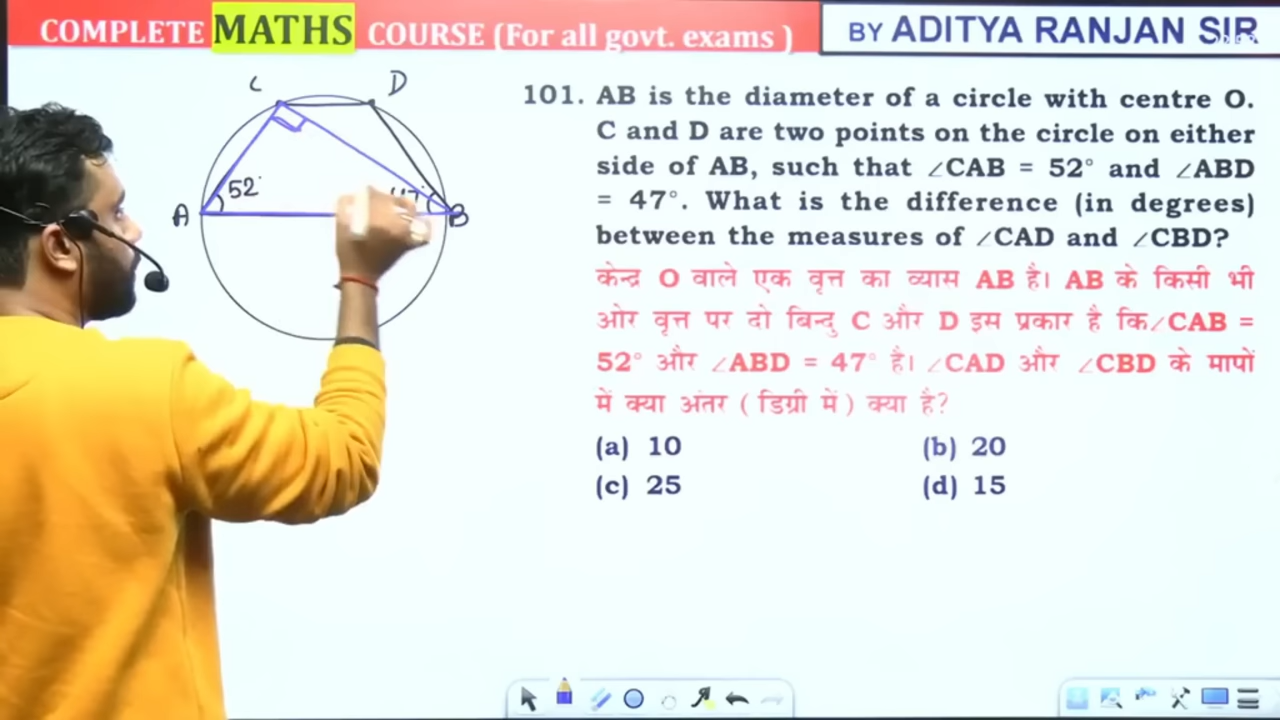 COMPLETE MATHS COURSE (For all govt. exams )
BY ADITYA RANJAN SIR
C D
52°
A B
101. AB is the diameter of a circle with centre O.
C and D are two points on the circle on either
side of AB, such that ∠CAB = 52° and ∠ABD
= 47°. What is the difference (in degrees)
between the measures of ∠CAD and ∠CBD?
केन्द्र O वाले एक वृत्त का व्यास AB है। AB के किसी भी
ओर वृत्त पर दो बिन्दु C और D इस प्रकार है कि∠CAB =
52° और ∠ABD = 47° है। ∠CAD और ∠CBD के मापों
में क्या अंतर ( डिग्री में ) क्या है?
(a) 10 (b) 20
(c) 25 (d) 15